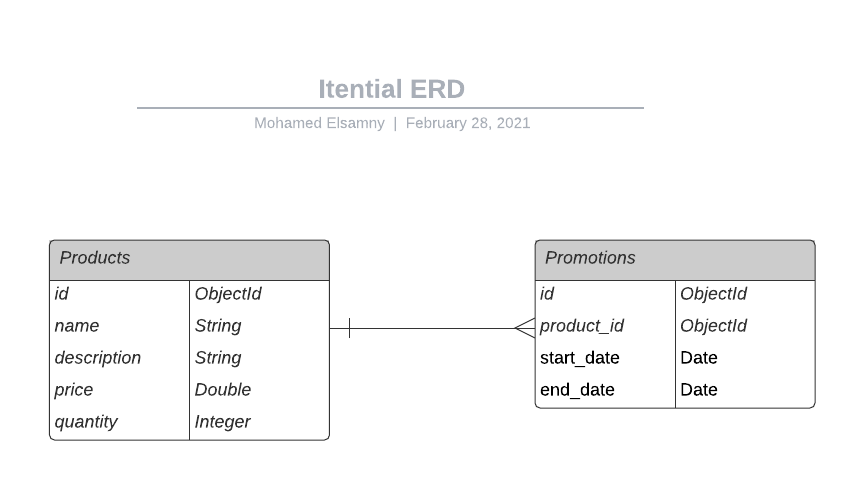 Itential ERD
Mohamed Elsamny | February 28, 2021
Products
id ObjectId
name String
description String
price Double
quantity Integer
Promotions
id ObjectId
product_id ObjectId
start_date Date
end_date Date